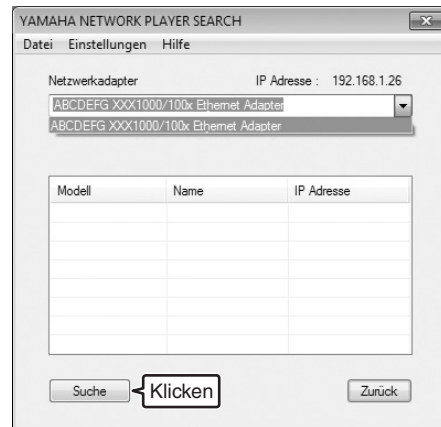 YAMAHA NETWORK PLAYER SEARCH
Datei Einstellungen Hilfe
Netzwerkadapter IP Adresse : 192.168.1.26
ABCDEFG XXX1000/100x Ethernet Adapter
ABCDEFG XXX1000/100x Ethernet Adapter
Modell Name IP Adresse
Suche Klicken Zurück